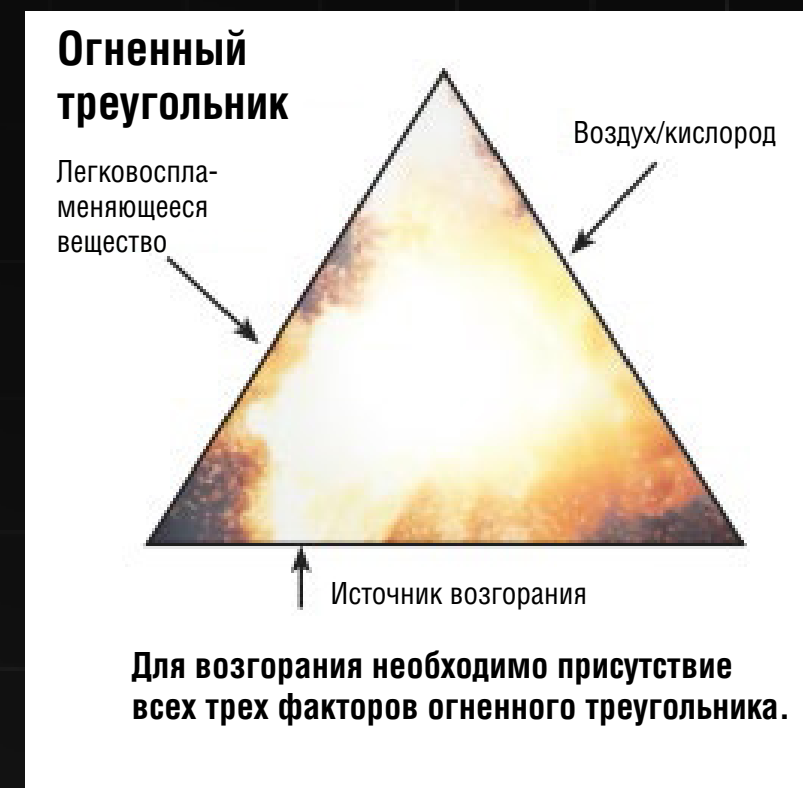 Огненный
треугольник
Легковоспла-
меняющееся
вещество
Воздух/кислород
Источник возгорания
Для возгорания необходимо присутствие
всех трех факторов огненного треугольника.